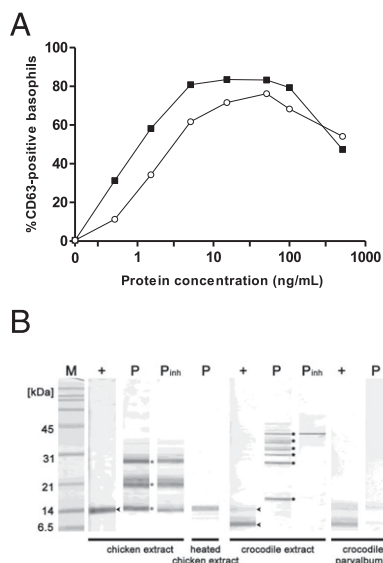 A
100
80
60
40
20
0
%CD63-positive basophils
0 1 10 100 1000
Protein concentration (ng/mL)
B
M + P Pinh P + P Pinh + P
[kDa]
45
31
21
14
6.5
chicken extract heated chicken extract crocodile extract crocodile parvalbum